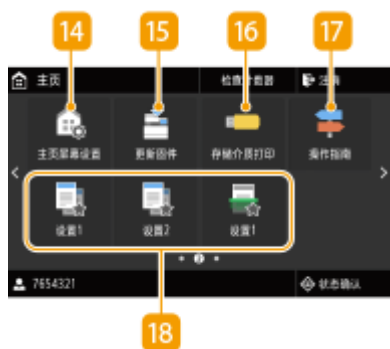 14 15 16 17
主页 检查计数器 注销
主页屏幕设置 更新固件 存储介质打印 操作指南
设置1 设置2 设置1
7654321 状态确认
18